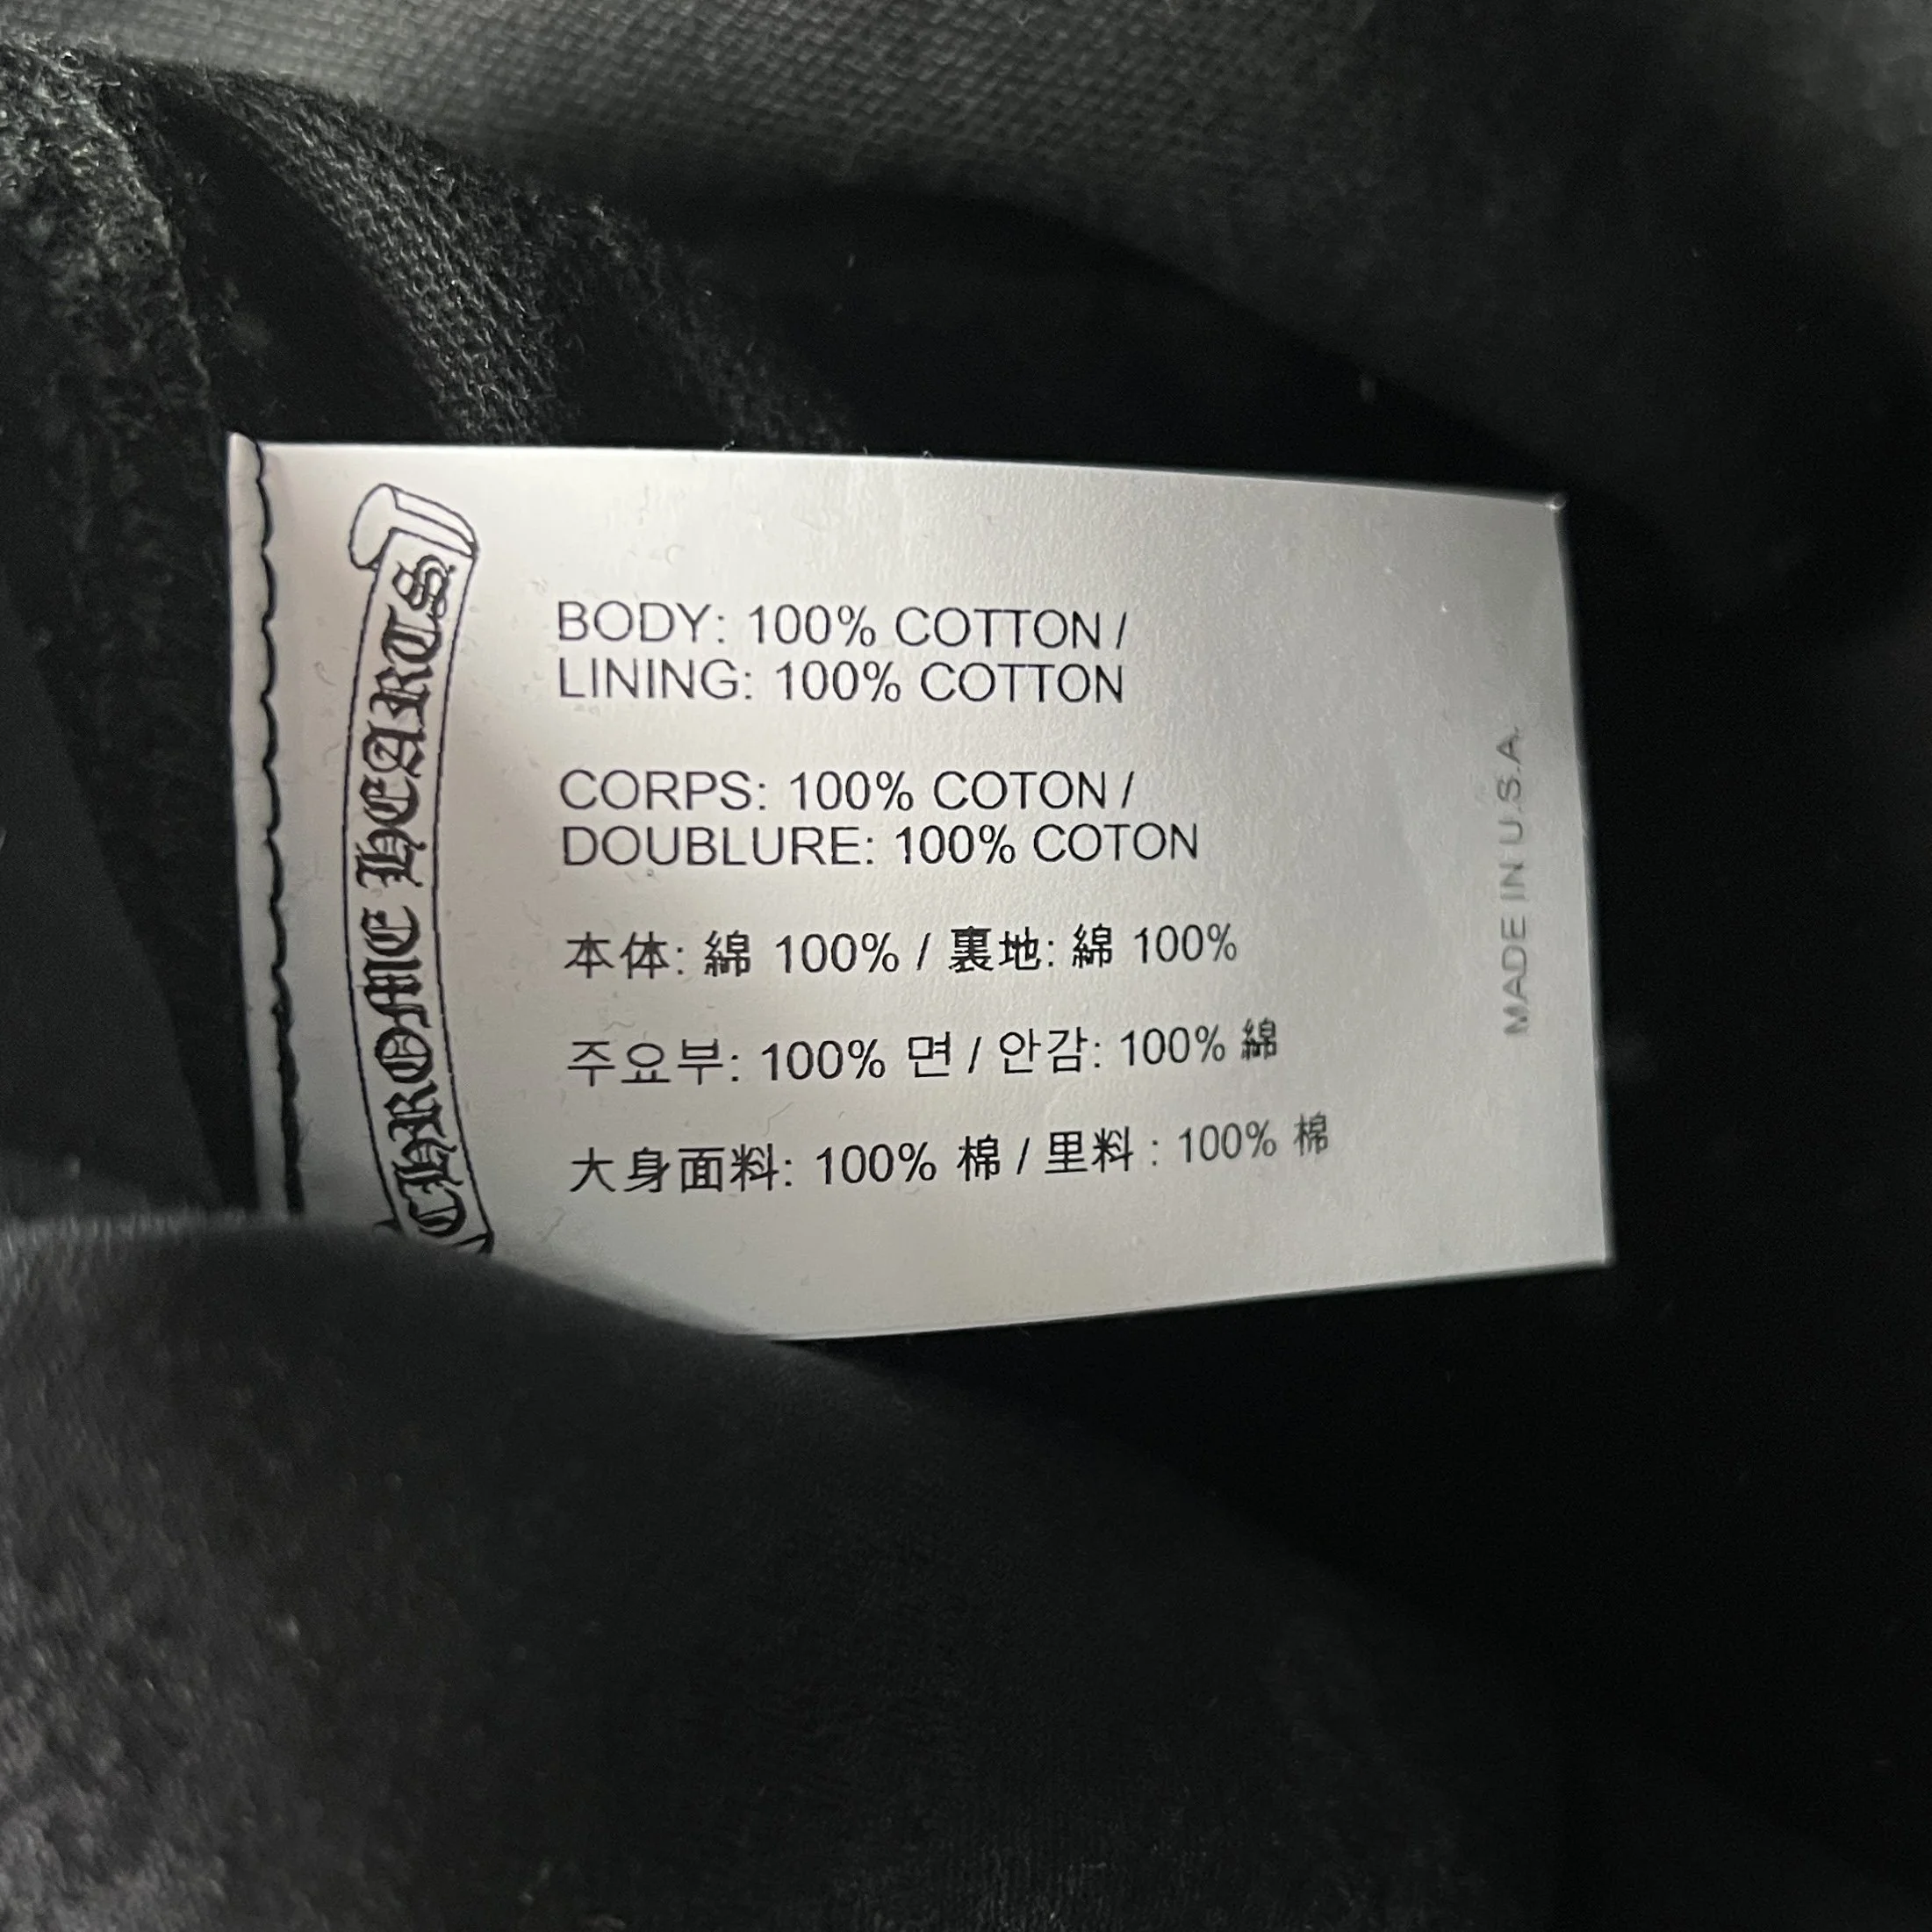 CHROME HEARTS
BODY: 100% COTTON /
LINING: 100% COTTON
CORPS: 100% COTON /
DOUBLURE: 100% COTON
本体: 綿 100% / 裏地: 綿 100%
주요부: 100% 면 / 안감: 100% 綿
大身面料: 100% 棉 / 里料 : 100% 棉
MADE IN U.S.A.